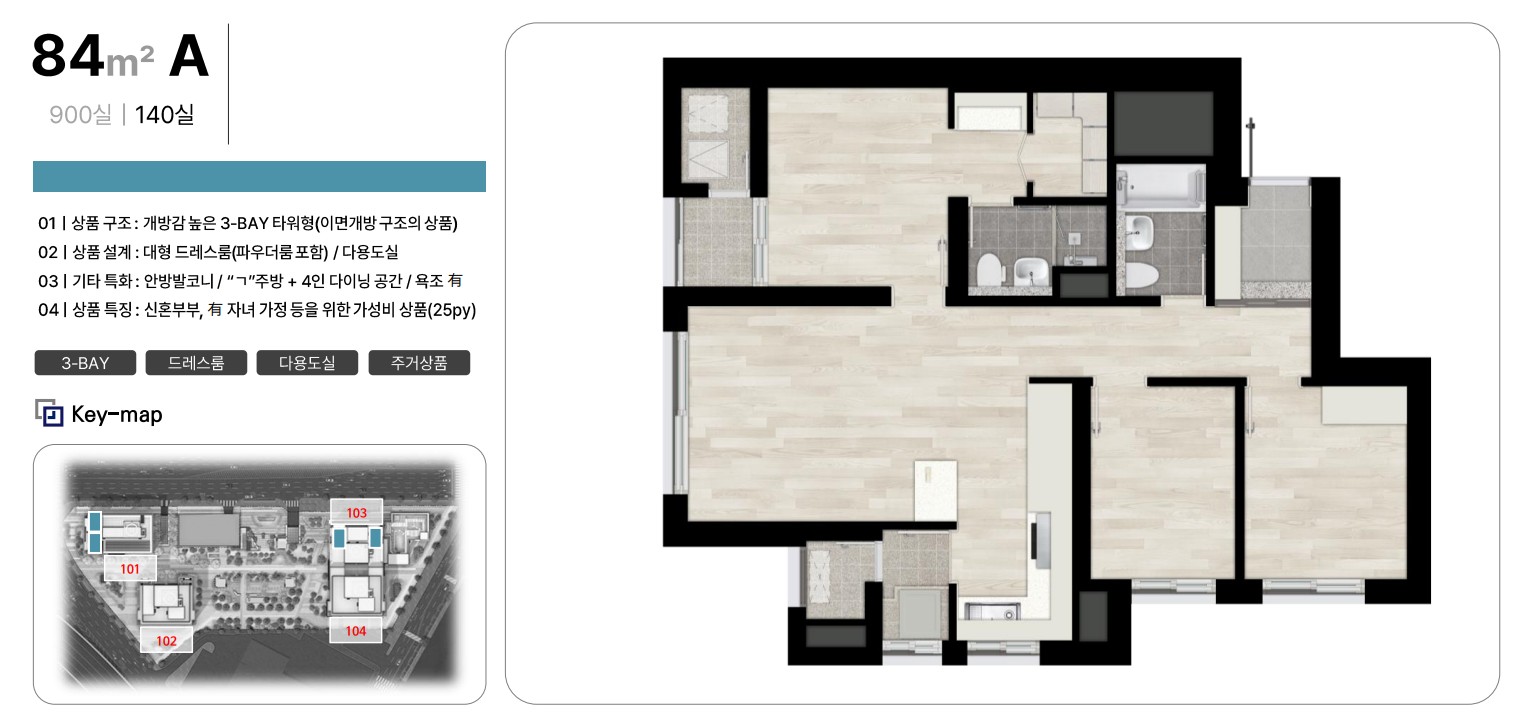 84m² A
900실 | 140실
01 | 상품 구조 : 개방감 높은 3-BAY 타워형(이면개방 구조의 상품)
02 | 상품 설계 : 대형 드레스룸(파우더룸 포함) / 다용도실
03 | 기타 특화 : 안방발코니 / “ㄱ”주방 + 4인 다이닝 공간 / 욕조 有
04 | 상품 특징 : 신혼부부, 有 자녀 가정 등을 위한 가성비 상품(25py)
3-BAY 드레스룸 다용도실 주거상품
Key-map
103
101
102
104